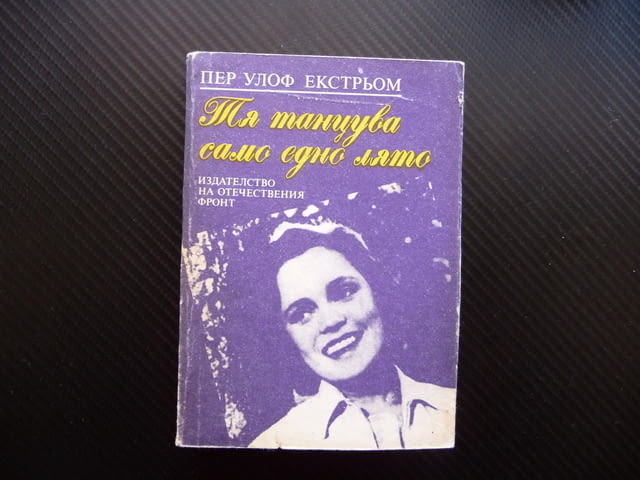 ПЕР УЛОФ ЕКСТРЬОМ
Тя танцува
само едно лято
ИЗДАТЕЛСТВО
НА ОТЕЧЕСТВЕНИЯ
ФРОНТ